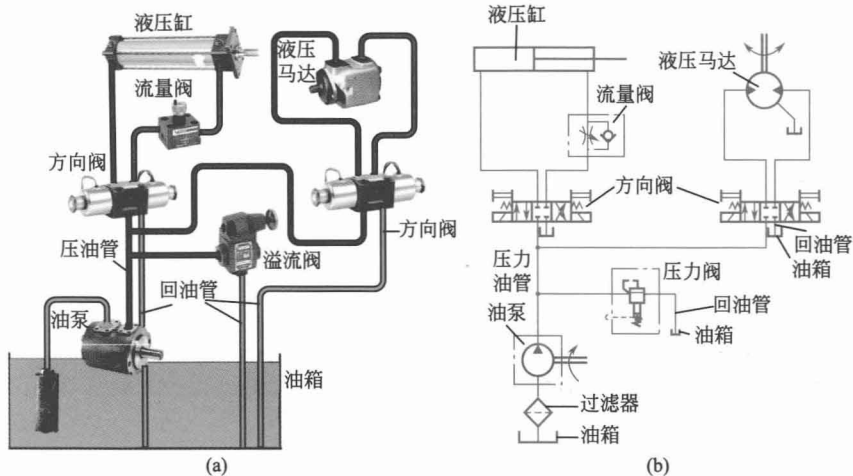 液压缸
流量阀
液压
马达
方向阀
压油管
溢流阀
方向阀
回油管
油泵
油箱
(a)
液压缸
液压马达
流量阀
方向阀
回油管
油箱
压力
油管
压力阀
回油管
油箱
油泵
过滤器
油箱
(b)